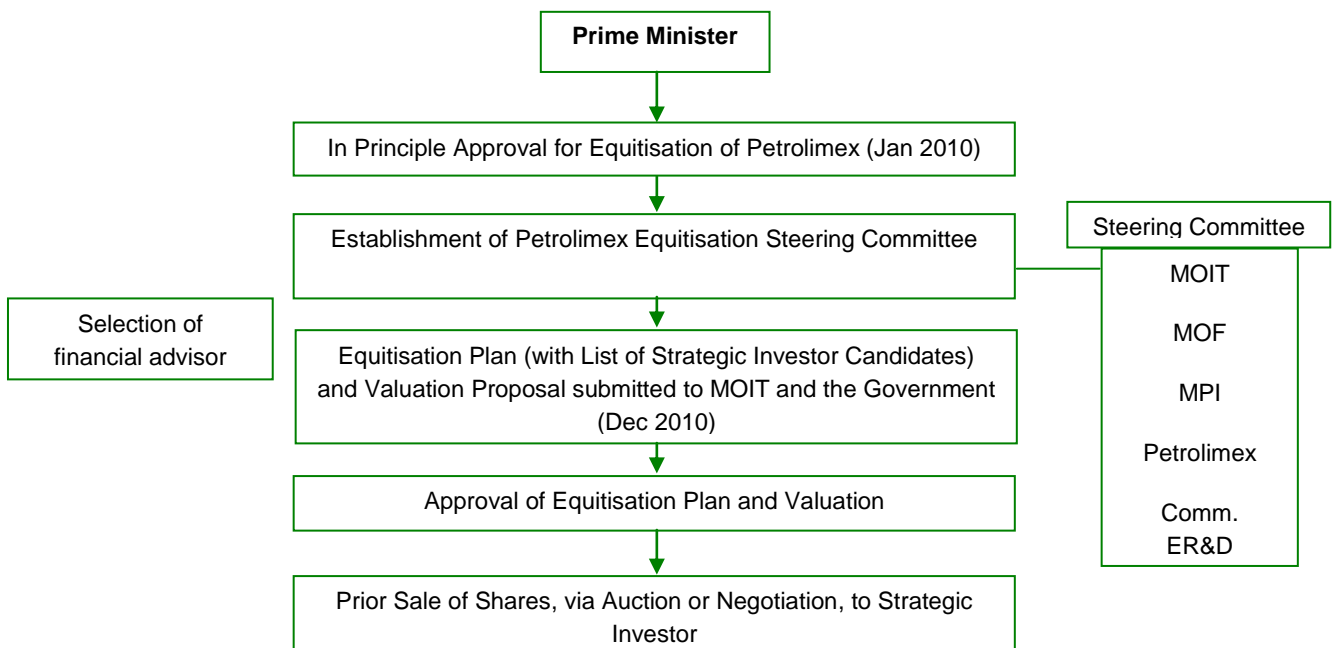 Prime Minister
In Principle Approval for Equitisation of Petrolimex (Jan 2010)
Establishment of Petrolimex Equitisation Steering Committee
Steering Committee
MOIT
MOF
MPI
Petrolimex
Comm.
ER&D
Selection of
financial advisor
Equitisation Plan (with List of Strategic Investor Candidates)
and Valuation Proposal submitted to MOIT and the Government
(Dec 2010)
Approval of Equitisation Plan and Valuation
Prior Sale of Shares, via Auction or Negotiation, to Strategic
Investor